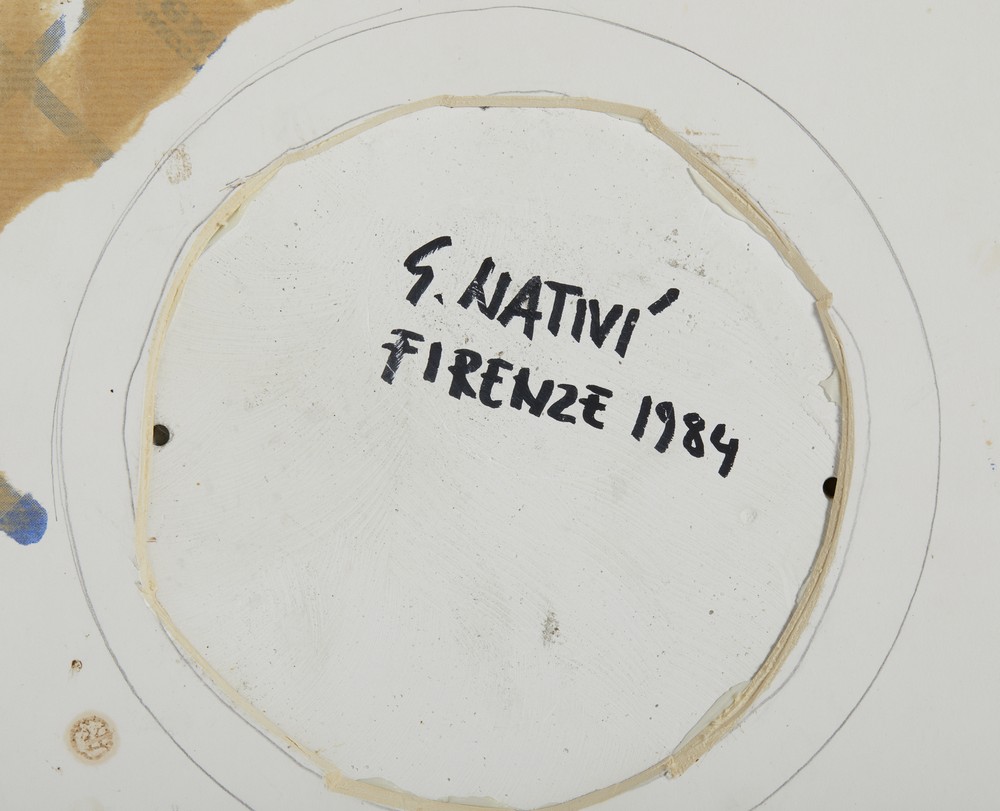 G. NATIVI'
FIRENZE 1984